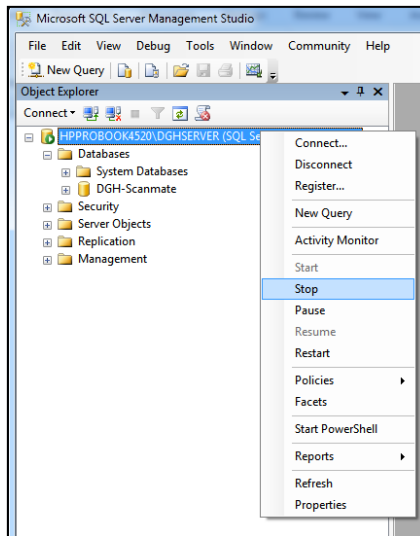 Microsoft SQL Server Management Studio
File Edit View Debug Tools Window Community Help
New Query
Object Explorer
Connect
HPPROBOOK4520\DGHSERVER (SQL Se
Databases
System Databases
DGH-Scanmate
Security
Server Objects
Replication
Management
Connect...
Disconnect
Register...
New Query
Activity Monitor
Start
Stop
Pause
Resume
Restart
Policies
Facets
Start PowerShell
Reports
Refresh
Properties